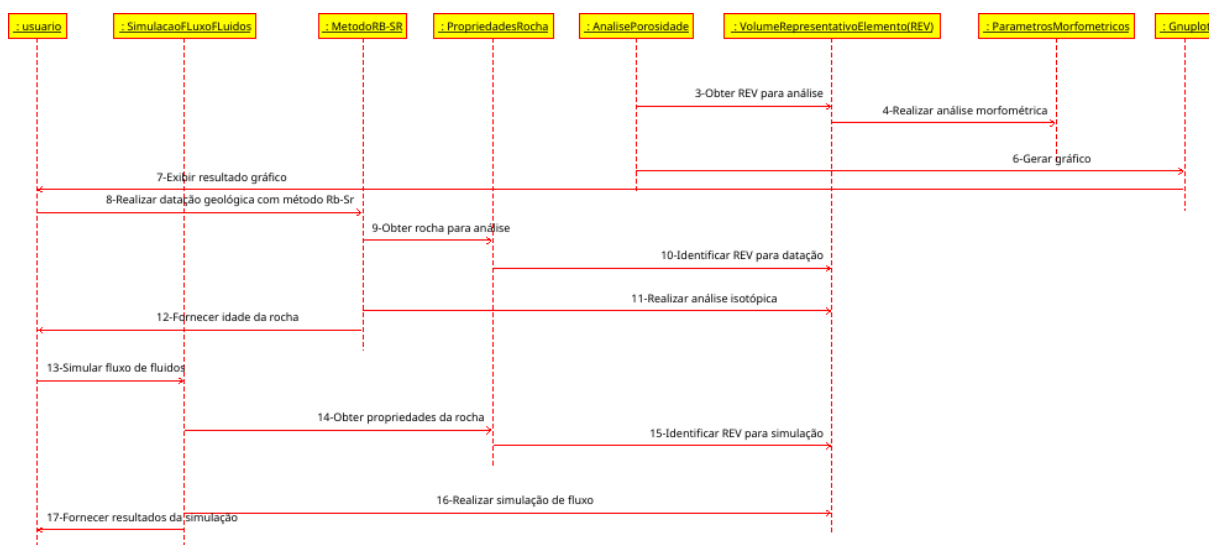 : usuario
: SimulacaoFLuxoFLuidos
: MetodoRB-SR
: PropriedadesRocha
: AnalisePorosidade
: VolumeRepresentativoElemento(REV)
: ParametrosMorfometricos
: Gnuplot
3-Obter REV para análise
4-Realizar análise morfométrica
6-Gerar gráfico
7-Exibir resultado gráfico
8-Realizar datação geológica com método Rb-Sr
9-Obter rocha para análise
10-Identificar REV para datação
11-Realizar análise isotópica
12-Fornecer idade da rocha
13-Simular fluxo de fluidos
14-Obter propriedades da rocha
15-Identificar REV para simulação
16-Realizar simulação de fluxo
17-Fornecer resultados da simulação